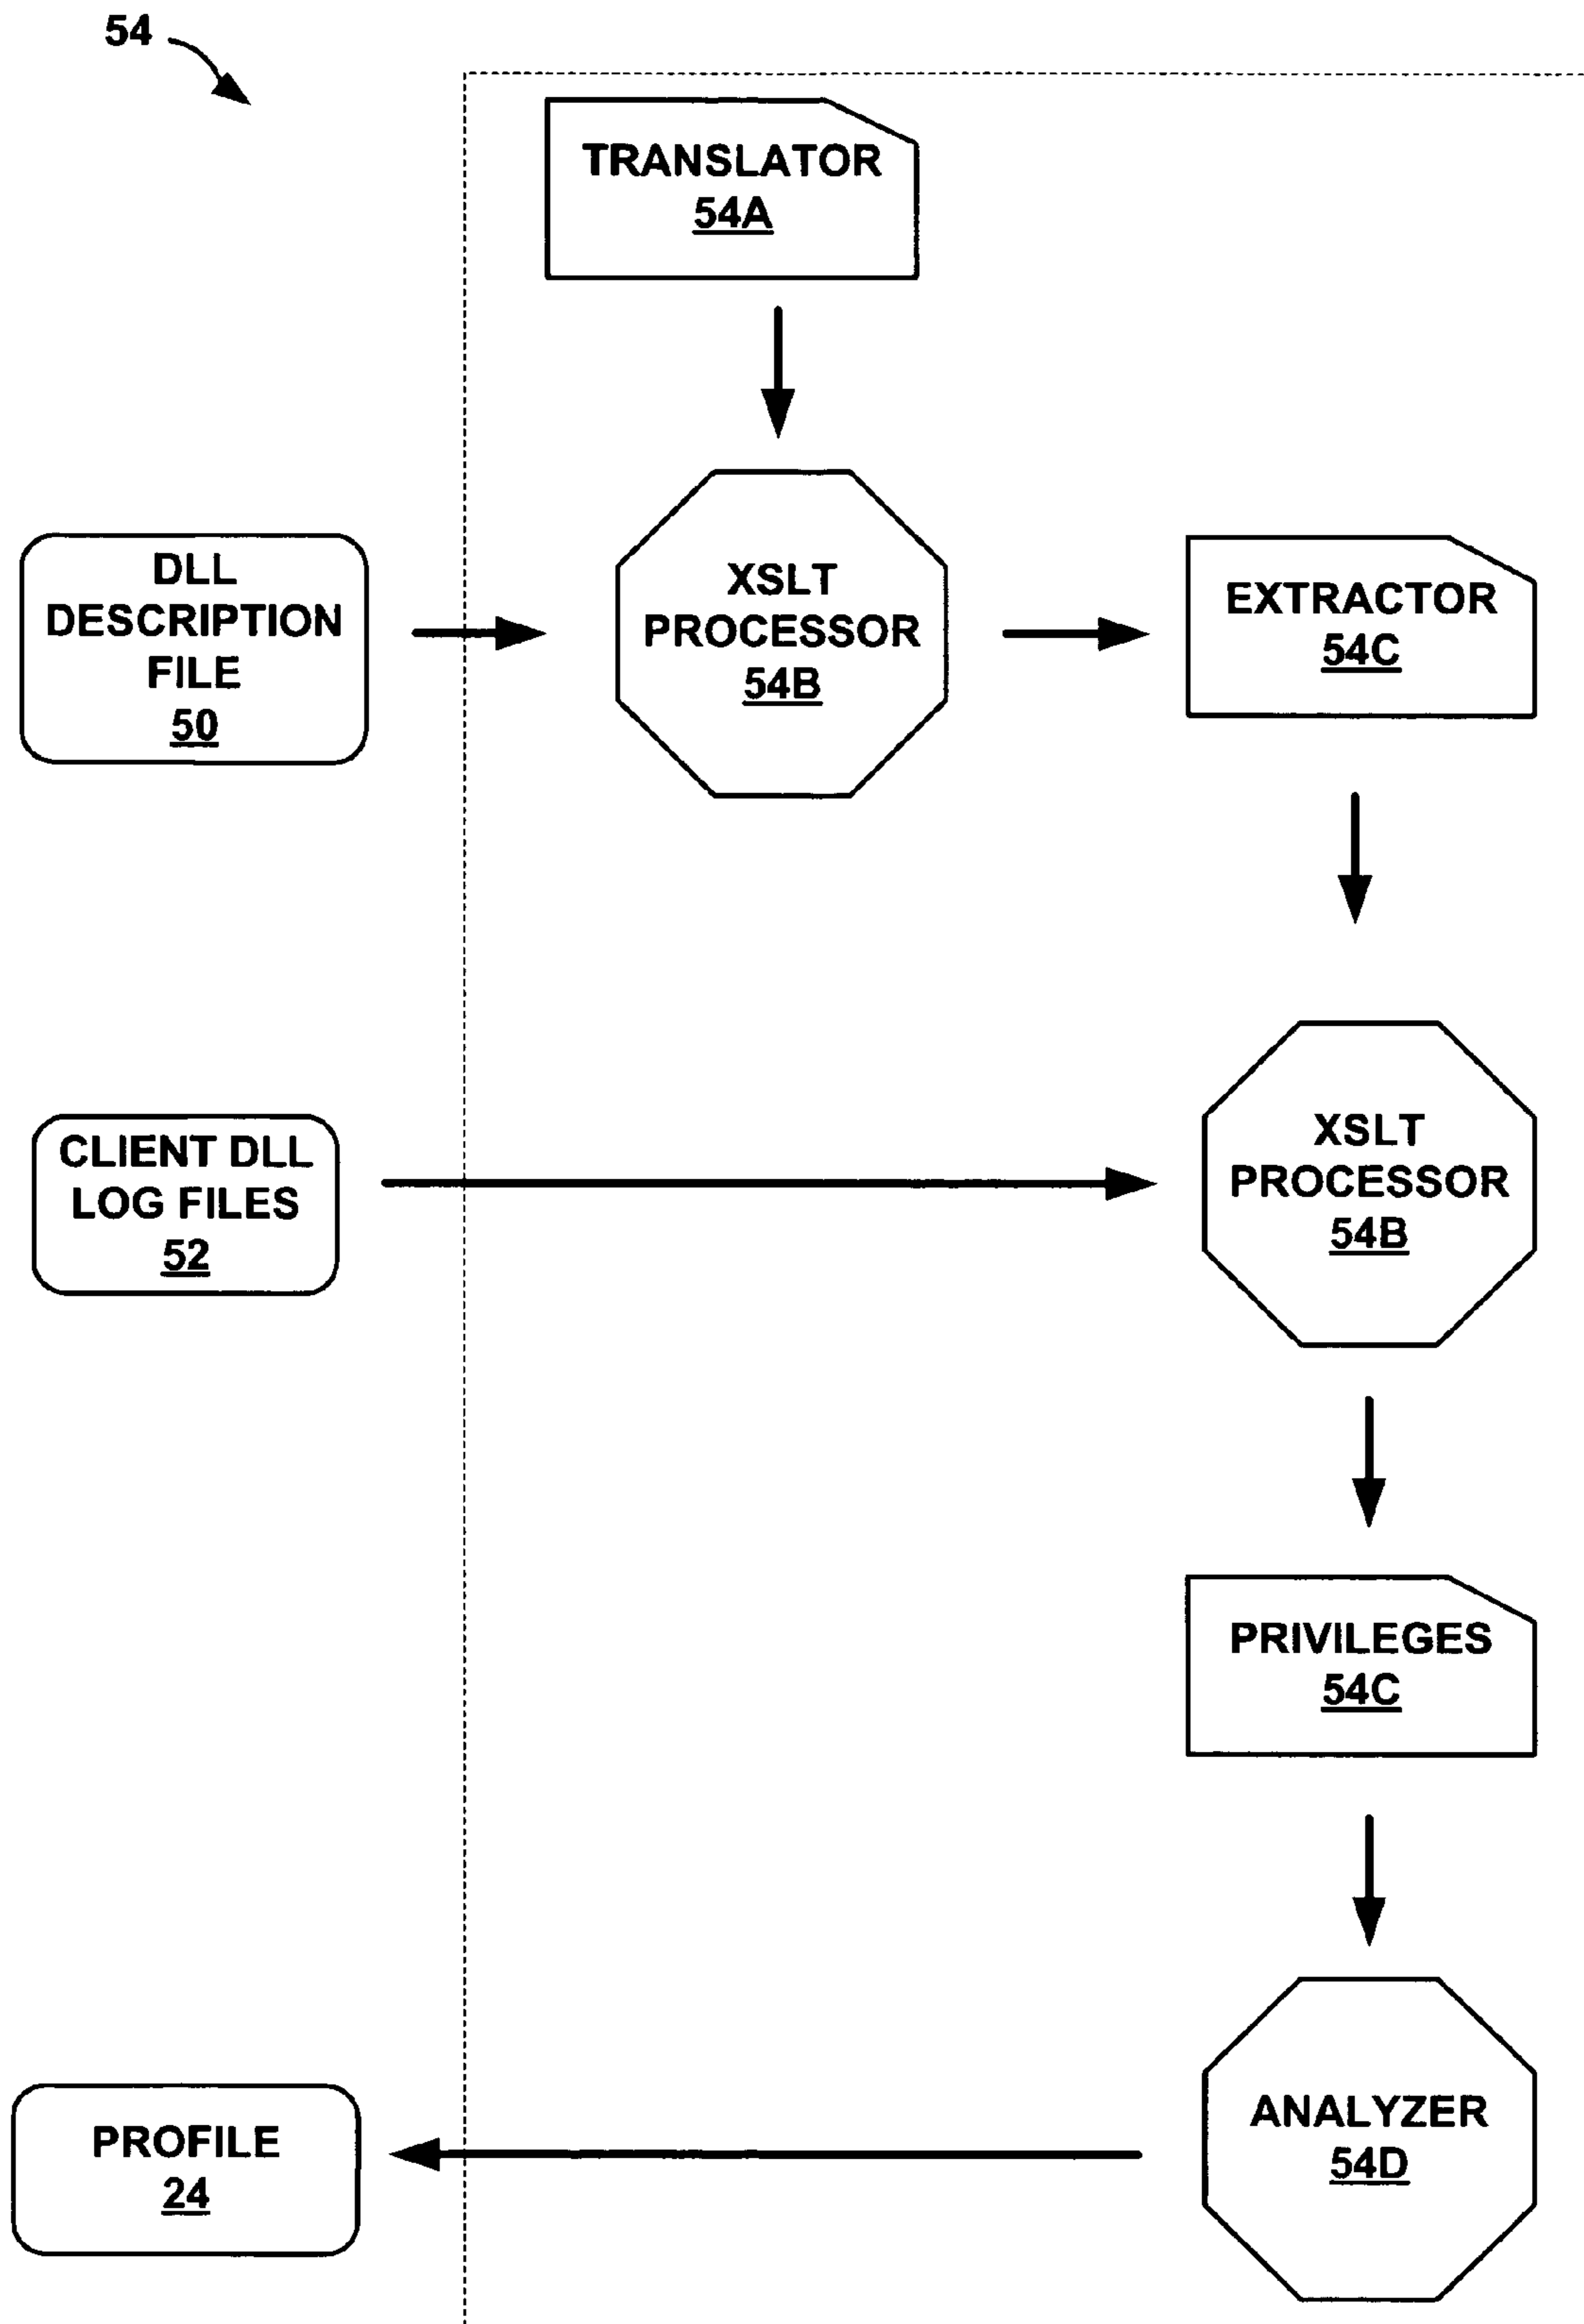 54
TRANSLATOR
54A
DLL
DESCRIPTION
FILE
50
XSLT
PROCESSOR
54B
EXTRACTOR
54C
CLIENT DLL
LOG FILES
52
XSLT
PROCESSOR
54B
PRIVILEGES
54C
PROFILE
24
ANALYZER
54D